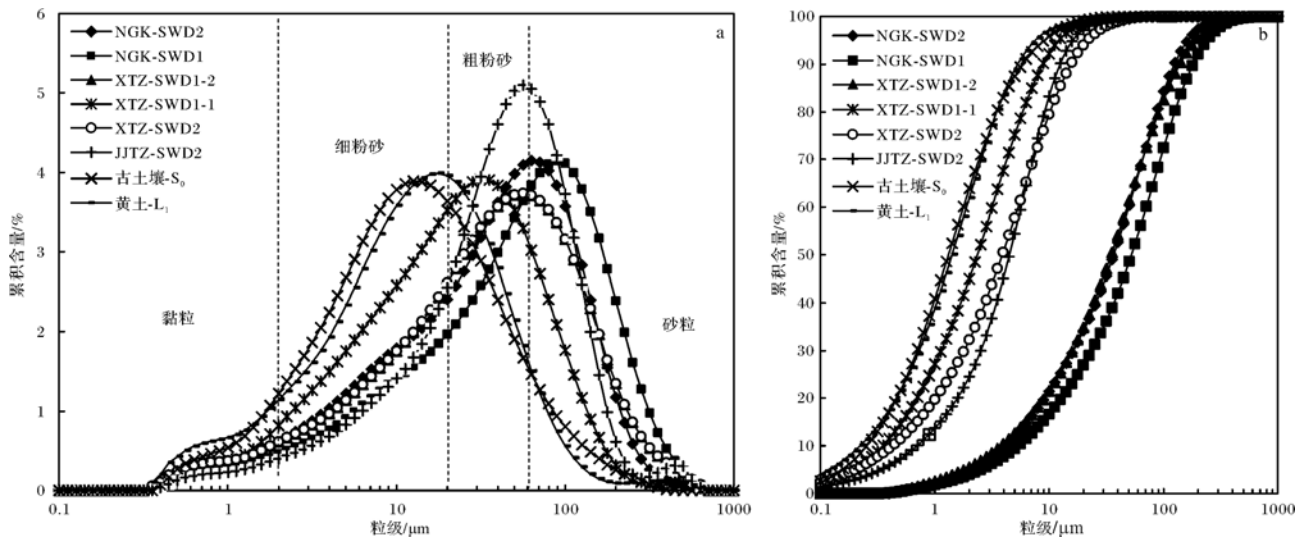 6
5
4
3
2
1
0
累积含量/%
NGK-SWD2
NGK-SWD1
XTZ-SWD1-2
XTZ-SWD1-1
XTZ-SWD2
JJTZ-SWD2
古土壤-S₀
黄土-L₁
a
黏粒
细粉砂
粗粉砂
砂粒
0.1 1 10 100 1000
粒级/μm
100
90
80
70
60
50
40
30
20
10
0
累积含量/%
NGK-SWD2
NGK-SWD1
XTZ-SWD1-2
XTZ-SWD1-1
XTZ-SWD2
JJTZ-SWD2
古土壤-S₀
黄土-L₁
b
0.1 1 10 100 1000
粒级/μm